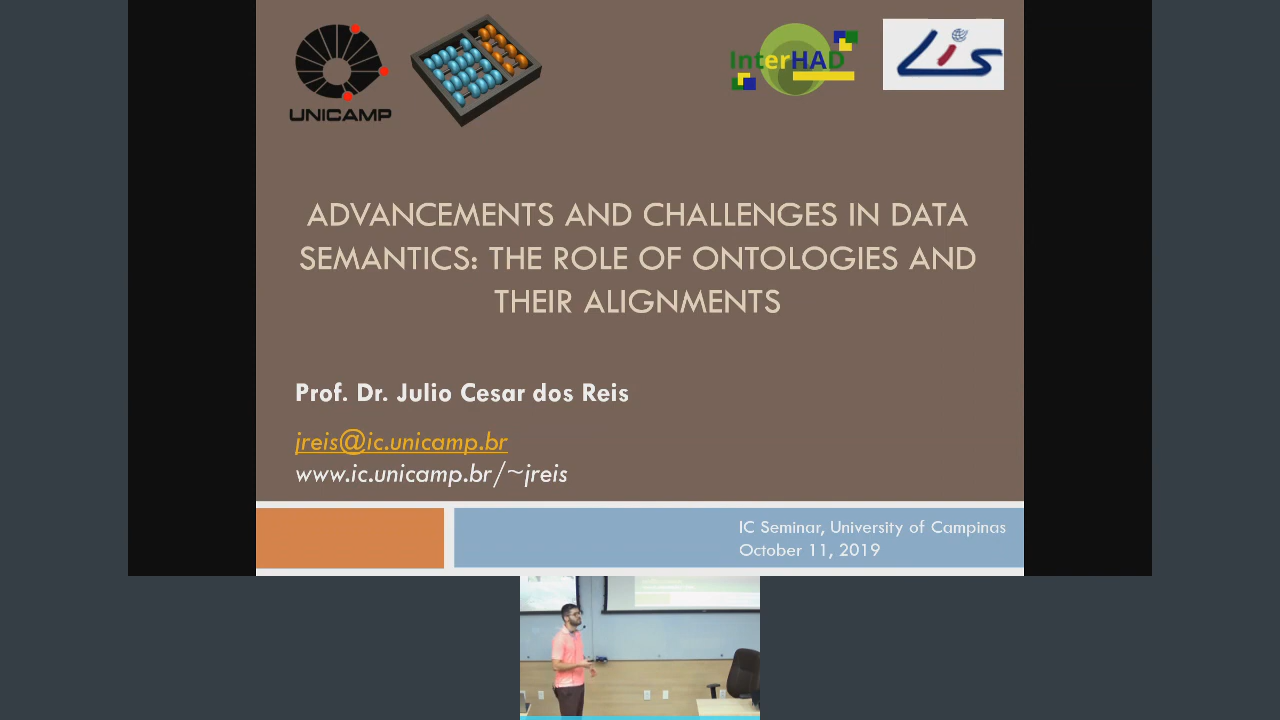 UNICAMP
InterHAD
LIS
ADVANCEMENTS AND CHALLENGES IN DATA
SEMANTICS: THE ROLE OF ONTOLOGIES AND
THEIR ALIGNMENTS
Prof. Dr. Julio Cesar dos Reis
jreis@ic.unicamp.br
www.ic.unicamp.br/~jreis
IC Seminar, University of Campinas
October 11, 2019